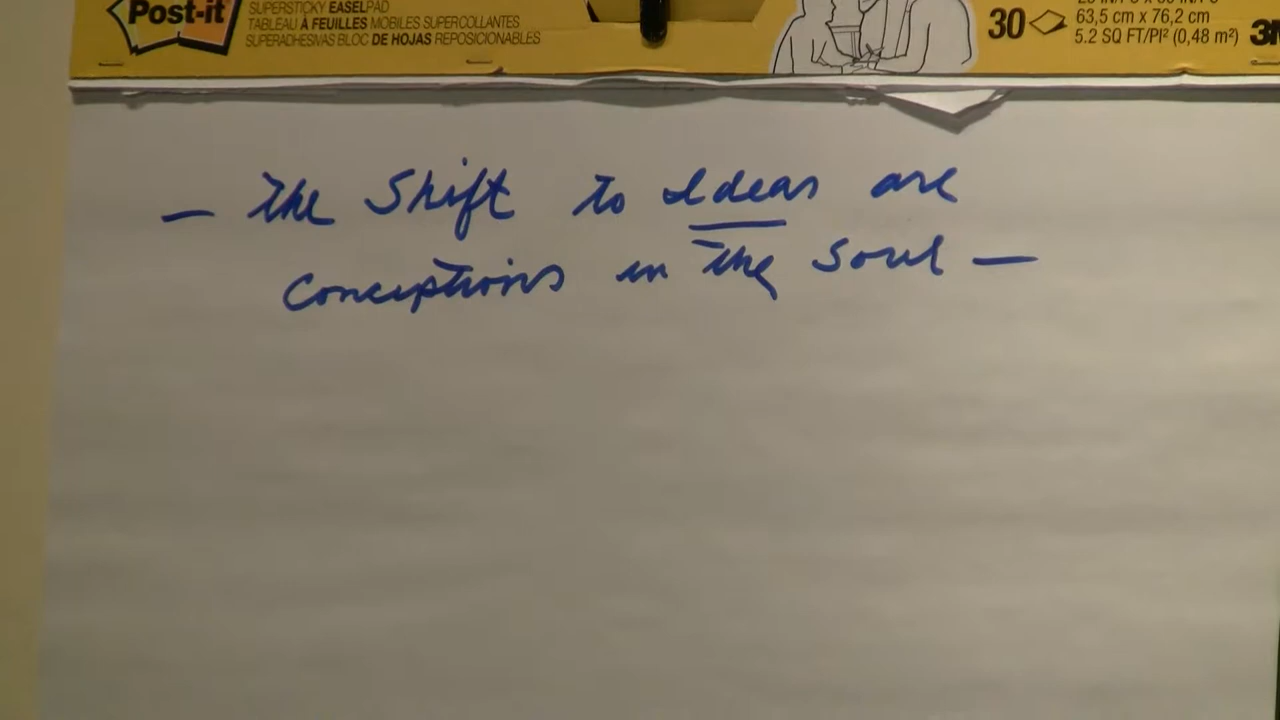 Post-it
SUPERSTICKY EASELPAD
TABLEAU À FEUILLES MOBILES SUPERCOLLANTES
SUPERADHESIVAS BLOC DE HOJAS REPOSICIONABLES
30
63,5 cm x 76,2 cm
5.2 SQ FT/PI² (0,48 m²)
3M
— The Shift to Ideas are
Conceptions in the Soul —